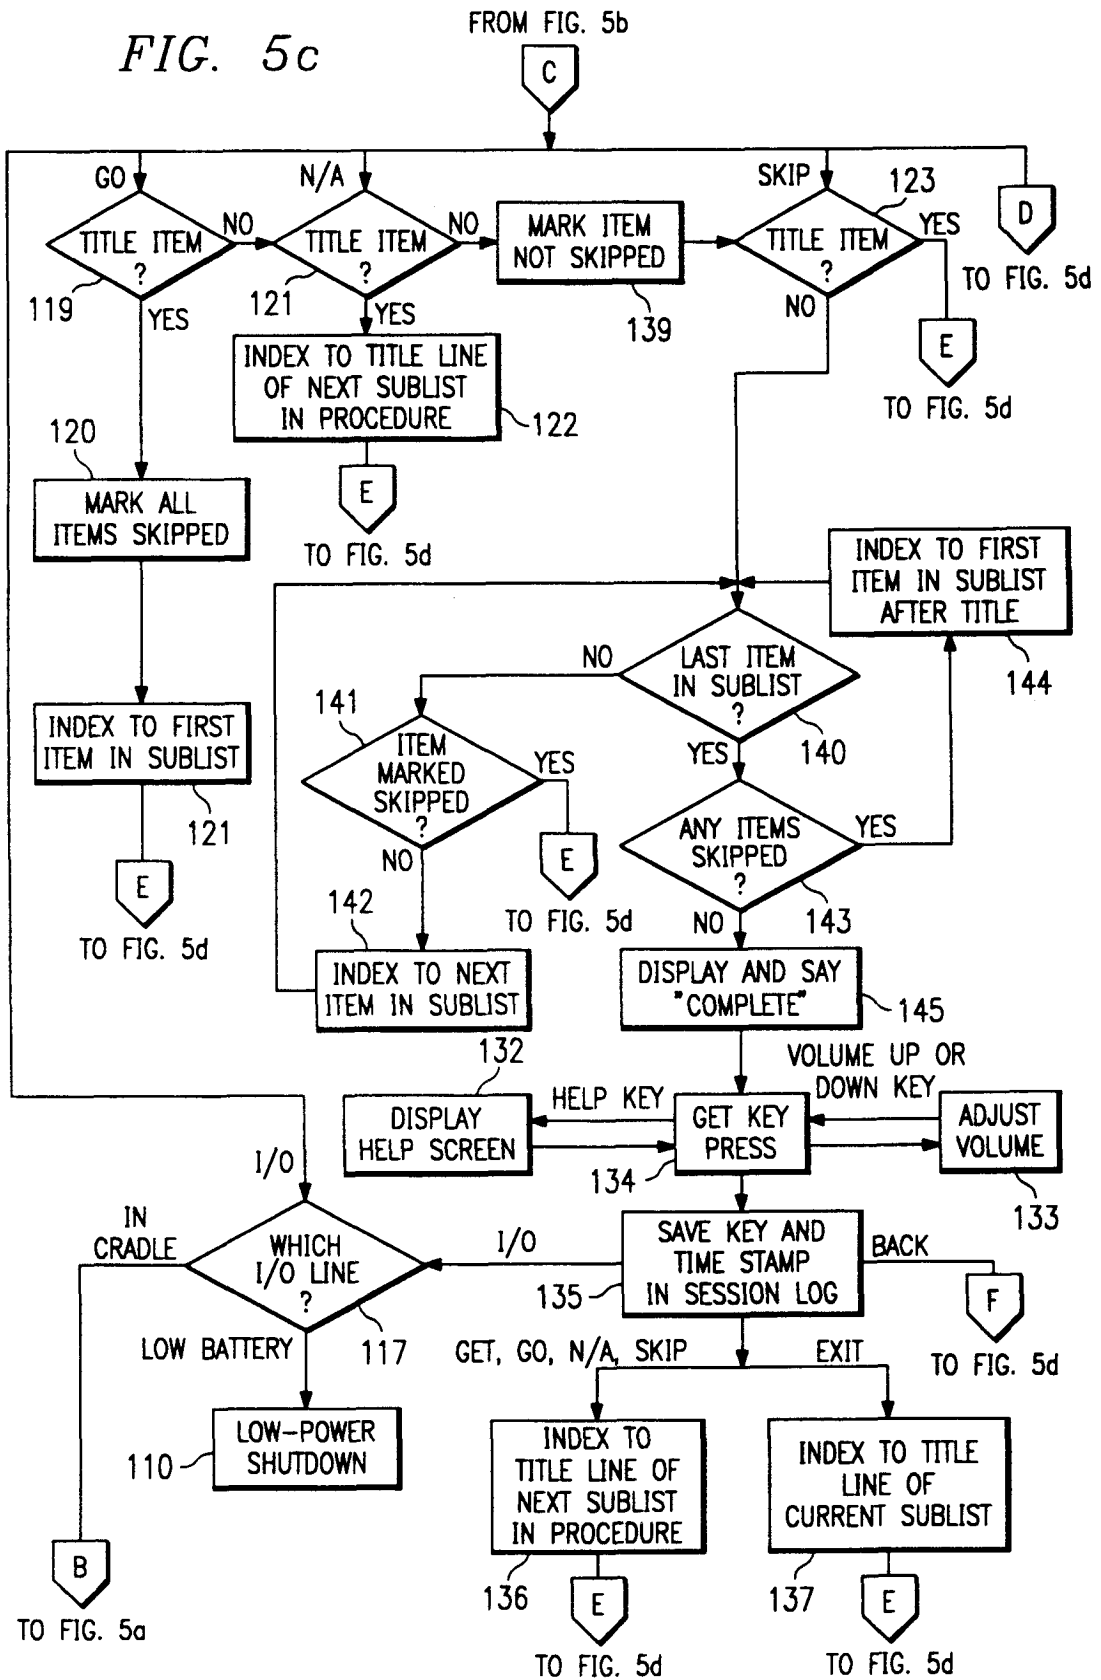 FROM FIG. 5b
FIG. 5c
C
GO
N/A
SKIP
123
D
TO FIG. 5d
TITLE ITEM
?
NO
119
YES
TITLE ITEM
?
NO
121
YES
MARK ITEM
NOT SKIPPED
139
TITLE ITEM
?
YES
NO
E
TO FIG. 5d
INDEX TO TITLE LINE
OF NEXT SUBLIST
IN PROCEDURE
122
E
TO FIG. 5d
120
MARK ALL
ITEMS SKIPPED
INDEX TO FIRST
ITEM IN SUBLIST
AFTER TITLE
144
INDEX TO FIRST
ITEM IN SUBLIST
121
E
TO FIG. 5d
LAST ITEM
IN SUBLIST
?
NO
140
YES
141
ITEM
MARKED
SKIPPED
?
YES
NO
E
TO FIG. 5d
ANY ITEMS
SKIPPED
?
YES
143
NO
142
INDEX TO NEXT
ITEM IN SUBLIST
DISPLAY AND SAY
"COMPLETE"
145
132
DISPLAY
HELP SCREEN
HELP KEY
GET KEY
PRESS
134
VOLUME UP OR
DOWN KEY
ADJUST
VOLUME
133
I/O
IN
CRADLE
WHICH
I/O LINE
?
117
LOW BATTERY
I/O
SAVE KEY AND
TIME STAMP
IN SESSION LOG
135
BACK
F
TO FIG. 5d
GET, GO, N/A, SKIP
EXIT
LOW-POWER
SHUTDOWN
110
INDEX TO
TITLE LINE OF
NEXT SUBLIST
IN PROCEDURE
136
INDEX TO TITLE
LINE OF
CURRENT SUBLIST
137
B
TO FIG. 5a
E
TO FIG. 5d
E
TO FIG. 5d